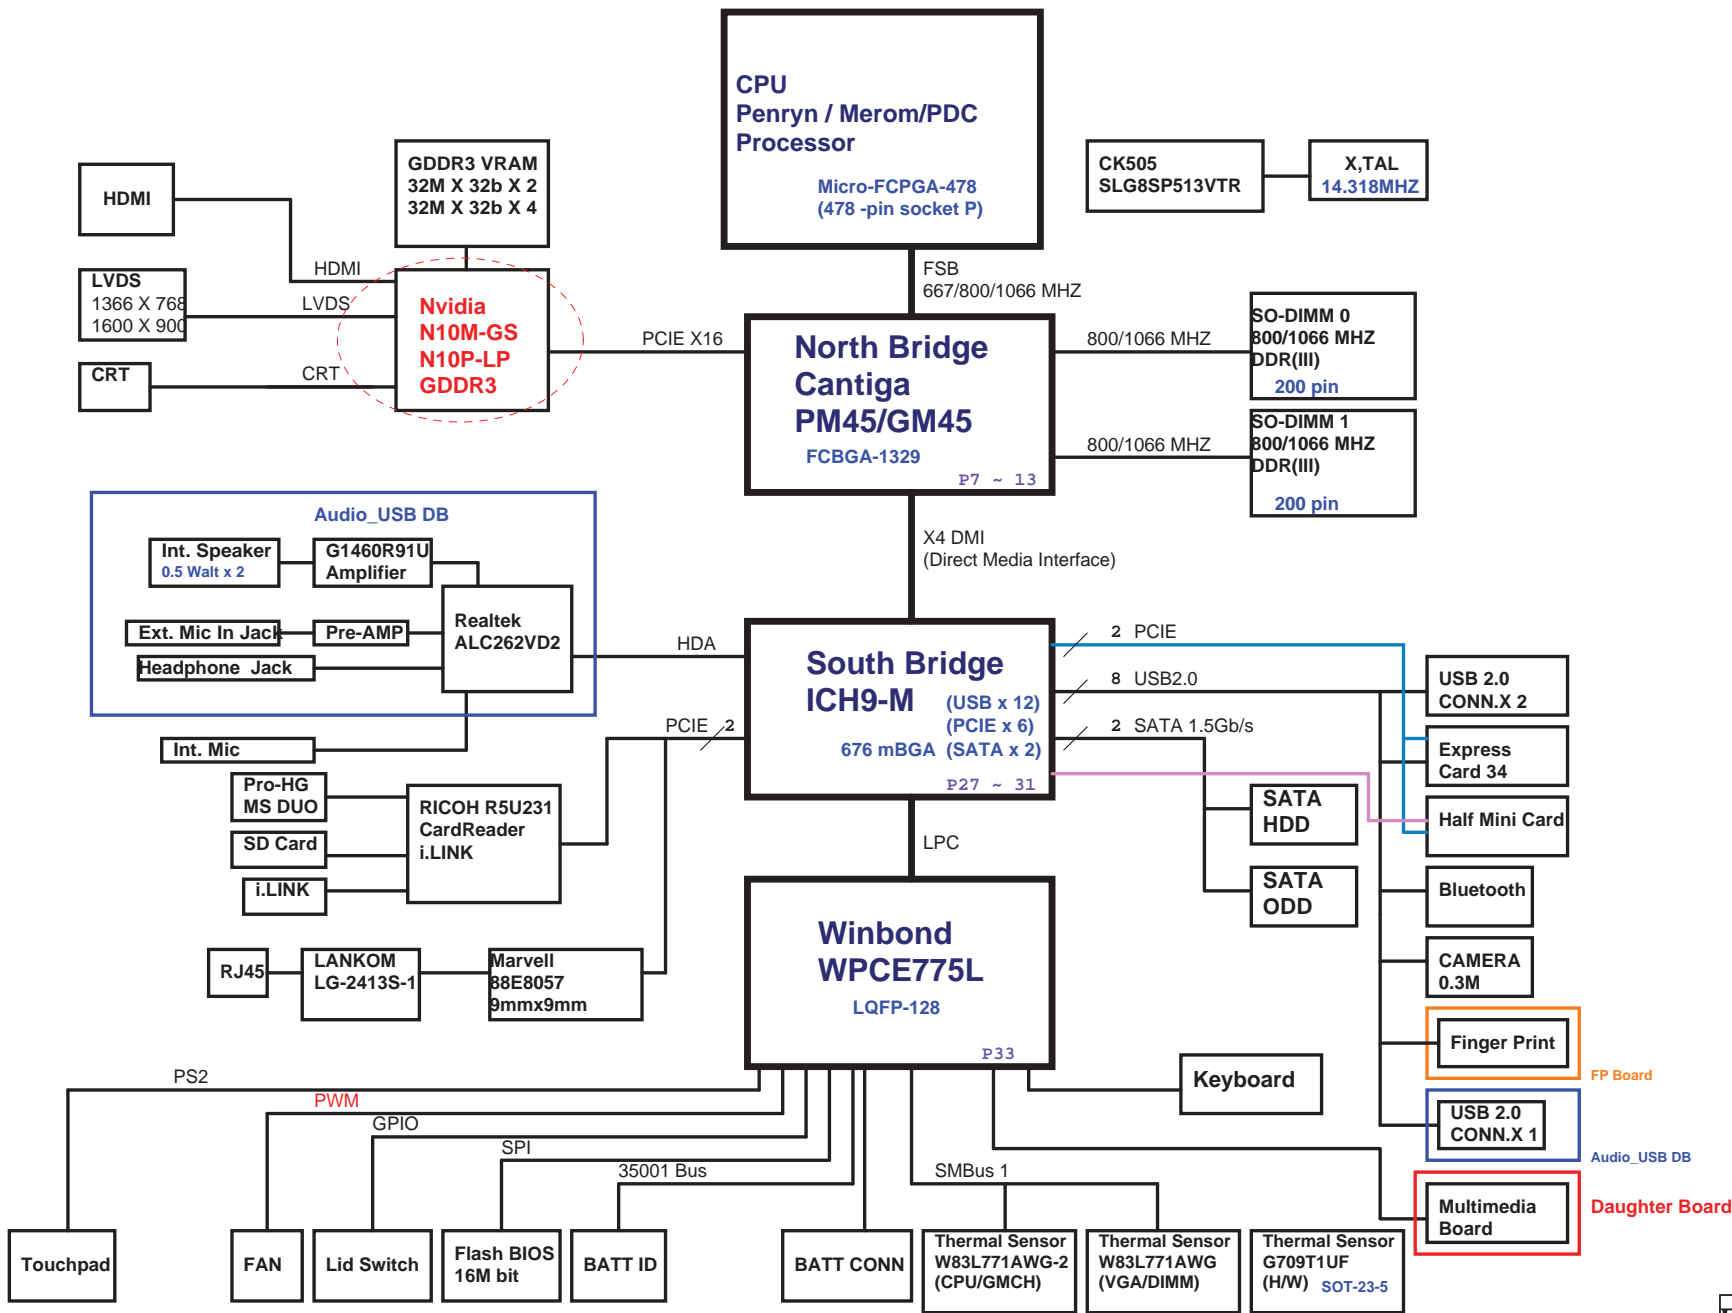 CPU
Penryn / Merom/PDC
Processor
Micro-FCPGA-478
(478 -pin socket P)
CK505
SLG8SP513VTR
X,TAL
14.318MHZ
HDMI
GDDR3 VRAM
32M X 32b X 2
32M X 32b X 4
HDMI
LVDS
1366 X 768
1600 X 900
LVDS
CRT
CRT
Nvidia
N10M-GS
N10P-LP
GDDR3
PCIE X16
FSB
667/800/1066 MHZ
North Bridge
Cantiga
PM45/GM45
FCBGA-1329
P7 ~ 13
800/1066 MHZ
SO-DIMM 0
800/1066 MHZ
DDR(III)
200 pin
800/1066 MHZ
SO-DIMM 1
800/1066 MHZ
DDR(III)
200 pin
X4 DMI
(Direct Media Interface)
Audio_USB DB
Int. Speaker
0.5 Walt x 2
G1460R91U
Amplifier
Ext. Mic In Jack
Pre-AMP
Headphone Jack
Realtek
ALC262VD2
Int. Mic
HDA
South Bridge
ICH9-M
(USB x 12)
(PCIE x 6)
676 mBGA (SATA x 2)
P27 ~ 31
PCIE 2
2 PCIE
8 USB2.0
2 SATA 1.5Gb/s
USB 2.0
CONN.X 2
Express
Card 34
Half Mini Card
Bluetooth
CAMERA
0.3M
Finger Print
FP Board
USB 2.0
CONN.X 1
Audio_USB DB
Multimedia
Board
Daughter Board
SATA
HDD
SATA
ODD
Pro-HG
MS DUO
SD Card
i.LINK
RICOH R5U231
CardReader
i.LINK
RJ45
LANKOM
LG-2413S-1
Marvell
88E8057
9mmx9mm
LPC
Winbond
WPCE775L
LQFP-128
P33
Keyboard
PS2
PWM
GPIO
SPI
35001 Bus
SMBus 1
Touchpad
FAN
Lid Switch
Flash BIOS
16M bit
BATT ID
BATT CONN
Thermal Sensor
W83L771AWG-2
(CPU/GMCH)
Thermal Sensor
W83L771AWG
(VGA/DIMM)
Thermal Sensor
G709T1UF
(H/W) SOT-23-5